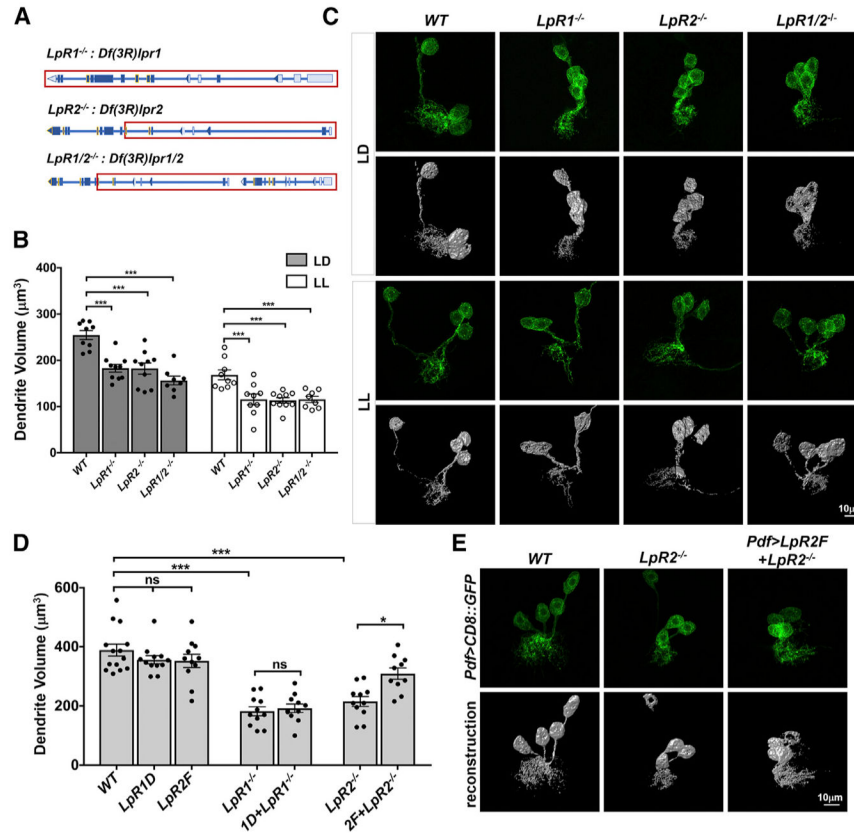 A
LpR1⁻/⁻ : Df(3R)lpr1
LpR2⁻/⁻ : Df(3R)lpr2
LpR1/2⁻/⁻ : Df(3R)lpr1/2
B
LD
LL
Dendrite Volume (μm³)
400
300
200
100
0
***
***
***
***
***
***
WT
LpR1⁻/⁻
LpR2⁻/⁻
LpR1/2⁻/⁻
WT
LpR1⁻/⁻
LpR2⁻/⁻
LpR1/2⁻/⁻
C
WT
LpR1⁻/⁻
LpR2⁻/⁻
LpR1/2⁻/⁻
LD
LL
10μm
D
Dendrite Volume (μm³)
600
400
200
0
***
***
ns
ns
*
WT
LpR1D
LpR2F
LpR1⁻/⁻
1D+LpR1⁻/⁻
LpR2⁻/⁻
2F+LpR2⁻/⁻
E
WT
LpR2⁻/⁻
Pdf>LpR2F
+LpR2⁻/⁻
Pdf>CD8::GFP
reconstruction
10μm